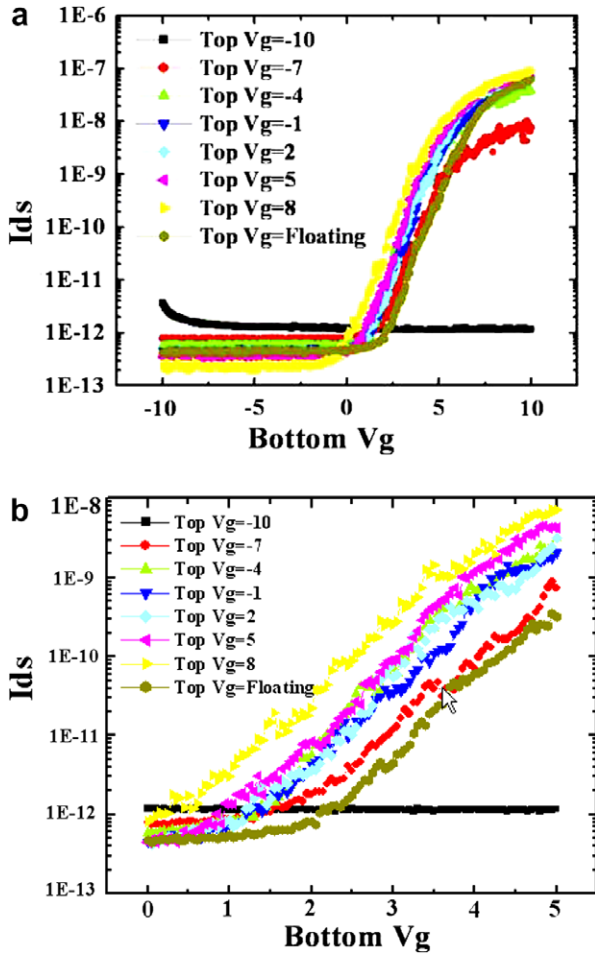 a
1E-6
1E-7
1E-8
1E-9
1E-10
1E-11
1E-12
1E-13
Ids
Top Vg=-10
Top Vg=-7
Top Vg=-4
Top Vg=-1
Top Vg=2
Top Vg=5
Top Vg=8
Top Vg=Floating
-10 -5 0 5 10
Bottom Vg
b
1E-8
1E-9
1E-10
1E-11
1E-12
1E-13
Ids
Top Vg=-10
Top Vg=-7
Top Vg=-4
Top Vg=-1
Top Vg=2
Top Vg=5
Top Vg=8
Top Vg=Floating
0 1 2 3 4 5
Bottom Vg